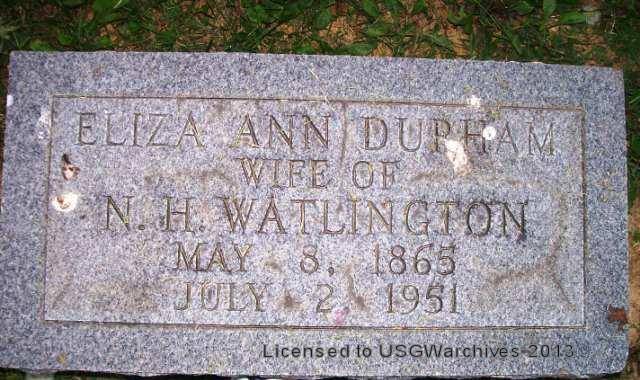 ELIZA ANN DURHAM
WIFE OF
N. H. WATLINGTON
MAY 8, 1865
JULY 2, 1951
Licensed to USGWarchives 2013